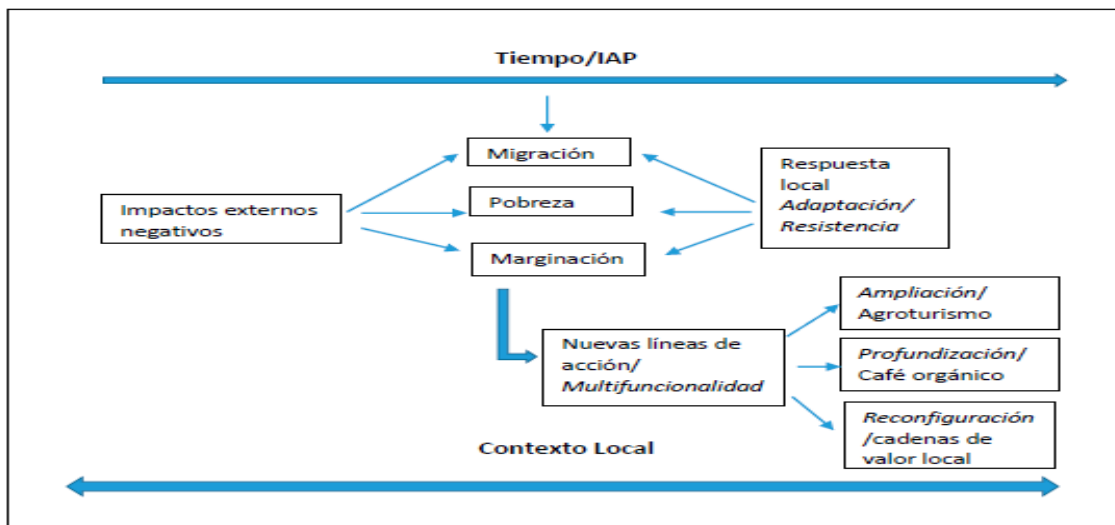 Tiempo/IAP
Migración
Impactos externos
negativos
Pobreza
Marginación
Respuesta
local
Adaptación/
Resistencia
Nuevas líneas de
acción/
Multifuncionalidad
Ampliación/
Agroturismo
Profundización/
Café orgánico
Reconfiguración
/cadenas de
valor local
Contexto Local